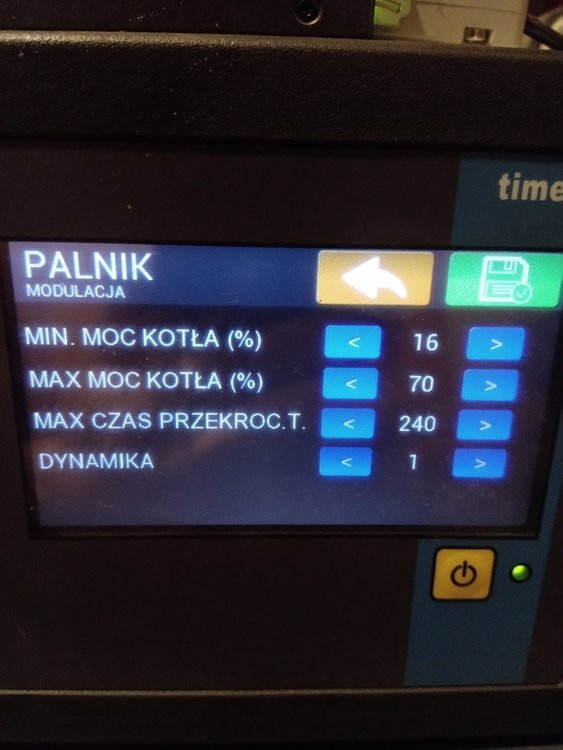 time
PALNIK
MODULACJA
MIN. MOC KOTŁA (%) < 16 >
MAX MOC KOTŁA (%) < 70 >
MAX CZAS PRZEKROC.T. < 240 >
DYNAMIKA < 1 >